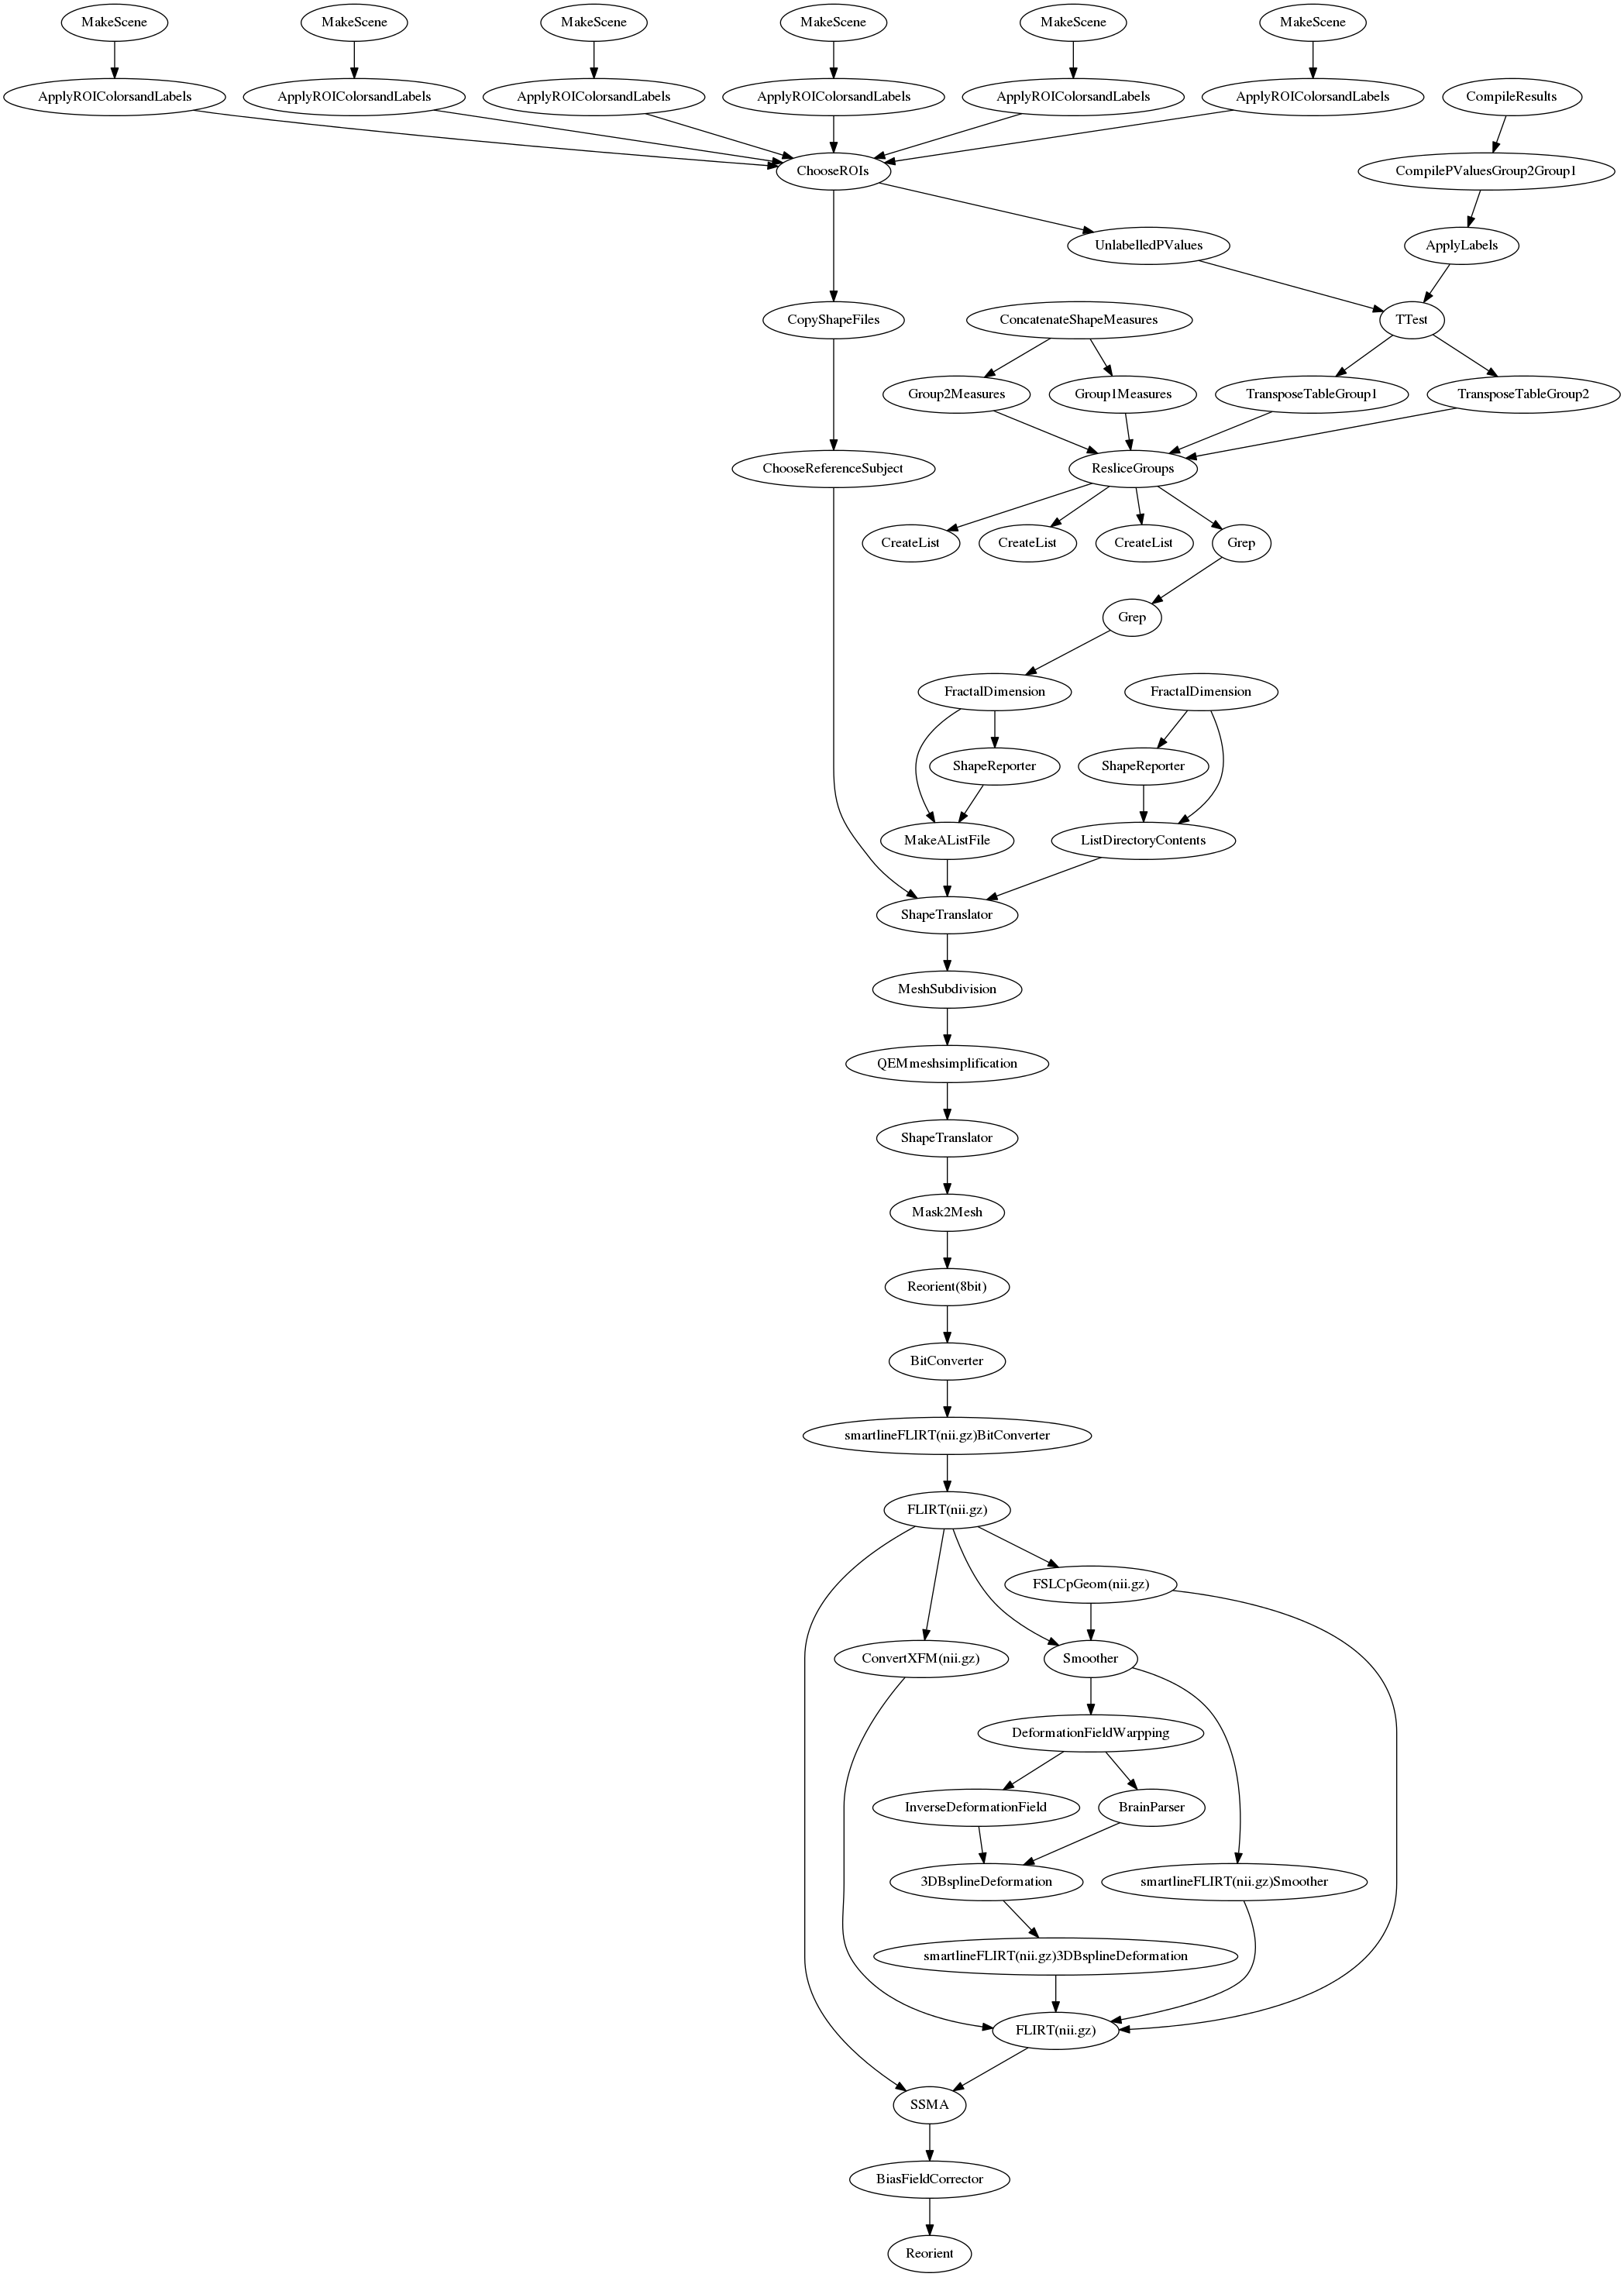 MakeScene
MakeScene
MakeScene
MakeScene
MakeScene
MakeScene
ApplyROIColorsandLabels
ApplyROIColorsandLabels
ApplyROIColorsandLabels
ApplyROIColorsandLabels
ApplyROIColorsandLabels
ApplyROIColorsandLabels
CompileResults
ChooseROIs
CompilePValuesGroup2Group1
UnlabelledPValues
ApplyLabels
CopyShapeFiles
ConcatenateShapeMeasures
TTest
Group2Measures
Group1Measures
TransposeTableGroup1
TransposeTableGroup2
ChooseReferenceSubject
ResliceGroups
CreateList
CreateList
CreateList
Grep
Grep
FractalDimension
FractalDimension
ShapeReporter
ShapeReporter
MakeAListFile
ListDirectoryContents
ShapeTranslator
MeshSubdivision
QEMmeshsimplification
ShapeTranslator
Mask2Mesh
Reorient(8bit)
BitConverter
smartlineFLIRT(nii.gz)BitConverter
FLIRT(nii.gz)
FSLCpGeom(nii.gz)
ConvertXFM(nii.gz)
Smoother
DeformationFieldWarpping
InverseDeformationField
BrainParser
3DBsplineDeformation
smartlineFLIRT(nii.gz)Smoother
smartlineFLIRT(nii.gz)3DBsplineDeformation
FLIRT(nii.gz)
SSMA
BiasFieldCorrector
Reorient